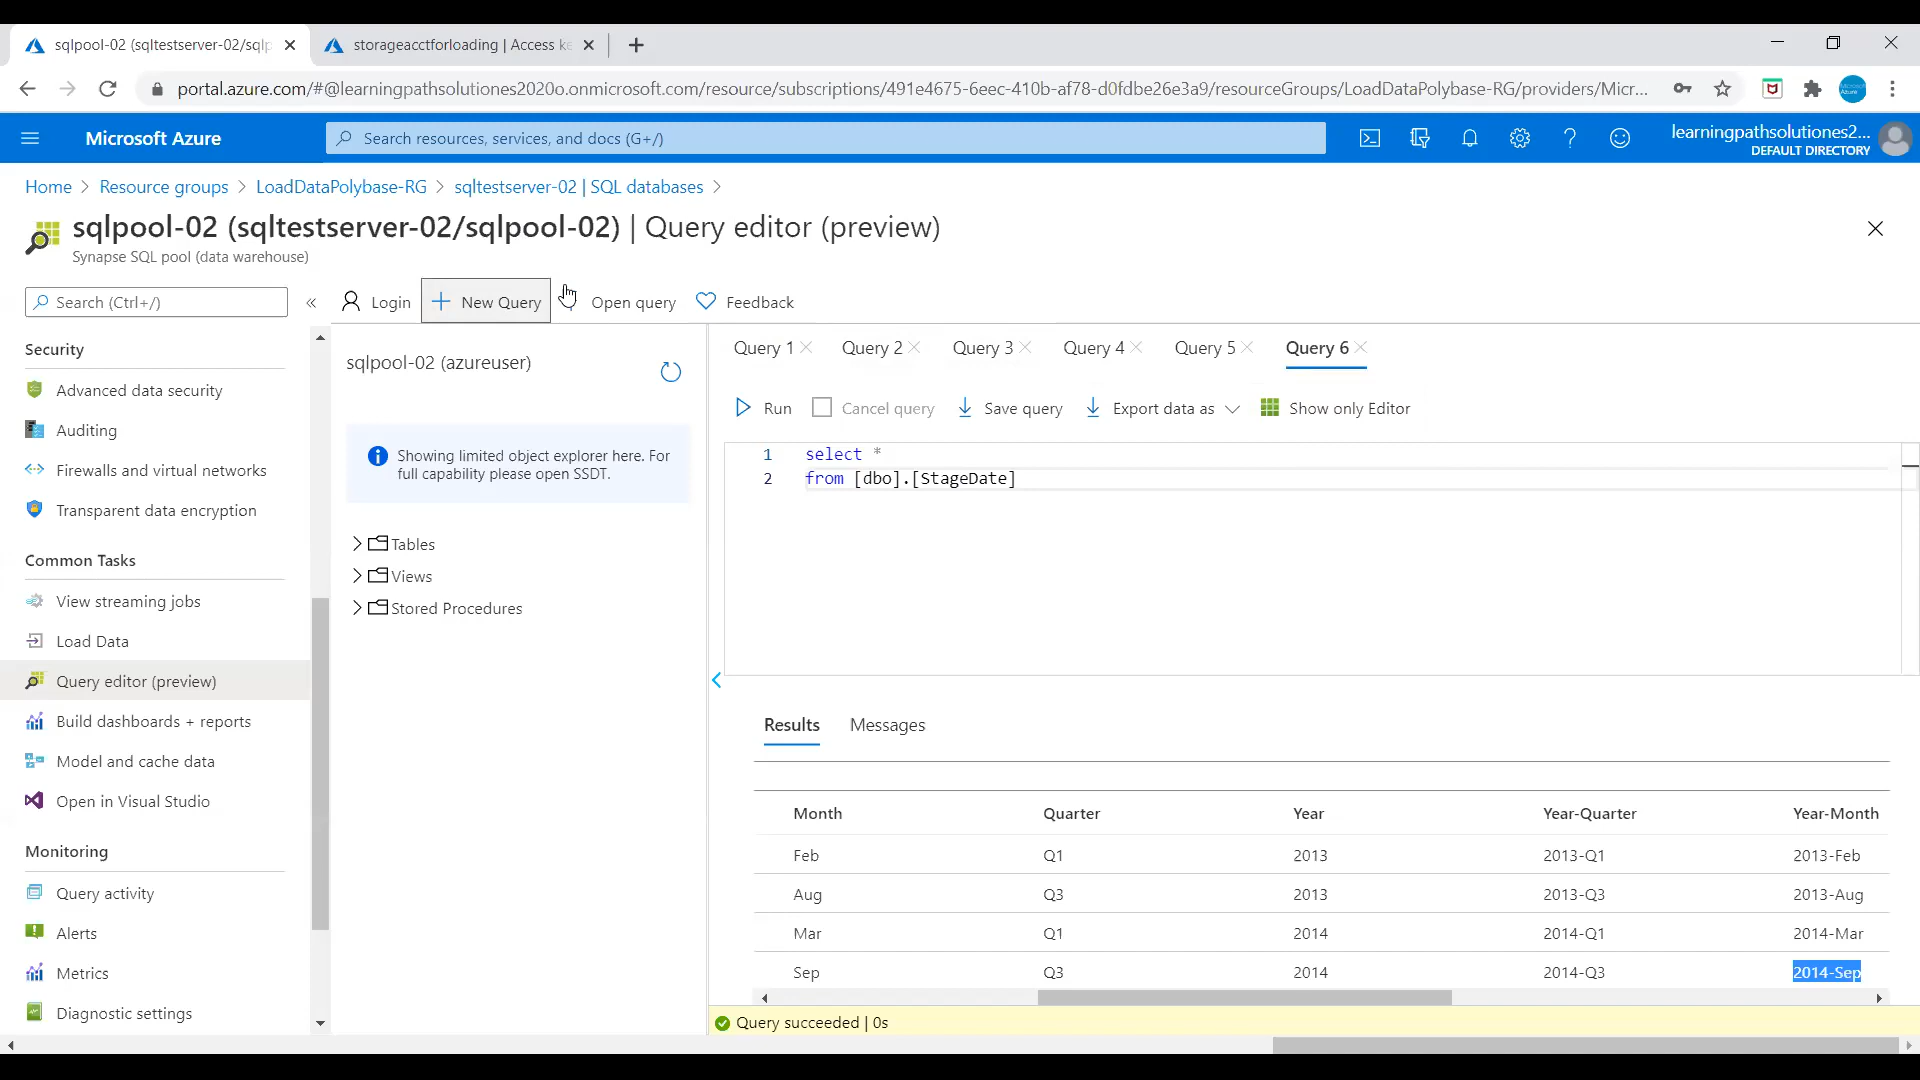 sqlpool-02 (sqltestserver-02/sqlp
storageacctforloading | Access ke
portal.azure.com/#@learningpathsolutiones2020o.onmicrosoft.com/resource/subscriptions/491e4675-6eec-410b-af78-d0fdbe26e3a9/resourceGroups/LoadDataPolybase-RG/providers/Micr...
Microsoft Azure
Search resources, services, and docs (G+/)
learningpathsolutiones2...
DEFAULT DIRECTORY
Home > Resource groups > LoadDataPolybase-RG > sqltestserver-02 | SQL databases >
sqlpool-02 (sqltestserver-02/sqlpool-02) | Query editor (preview)
Synapse SQL pool (data warehouse)
Search (Ctrl+/)
«
Login
New Query
Open query
Feedback
Security
Advanced data security
Auditing
Firewalls and virtual networks
Transparent data encryption
Common Tasks
View streaming jobs
Load Data
Query editor (preview)
Build dashboards + reports
Model and cache data
Open in Visual Studio
Monitoring
Query activity
Alerts
Metrics
Diagnostic settings
sqlpool-02 (azureuser)
Showing limited object explorer here. For
full capability please open SSDT.
Tables
Views
Stored Procedures
Query 1
Query 2
Query 3
Query 4
Query 5
Query 6
Run
Cancel query
Save query
Export data as
Show only Editor
1 select *
2 from [dbo].[StageDate]
Results
Messages
Month Quarter Year Year-Quarter Year-Month
Feb Q1 2013 2013-Q1 2013-Feb
Aug Q3 2013 2013-Q3 2013-Aug
Mar Q1 2014 2014-Q1 2014-Mar
Sep Q3 2014 2014-Q3 2014-Sep
Query succeeded | 0s